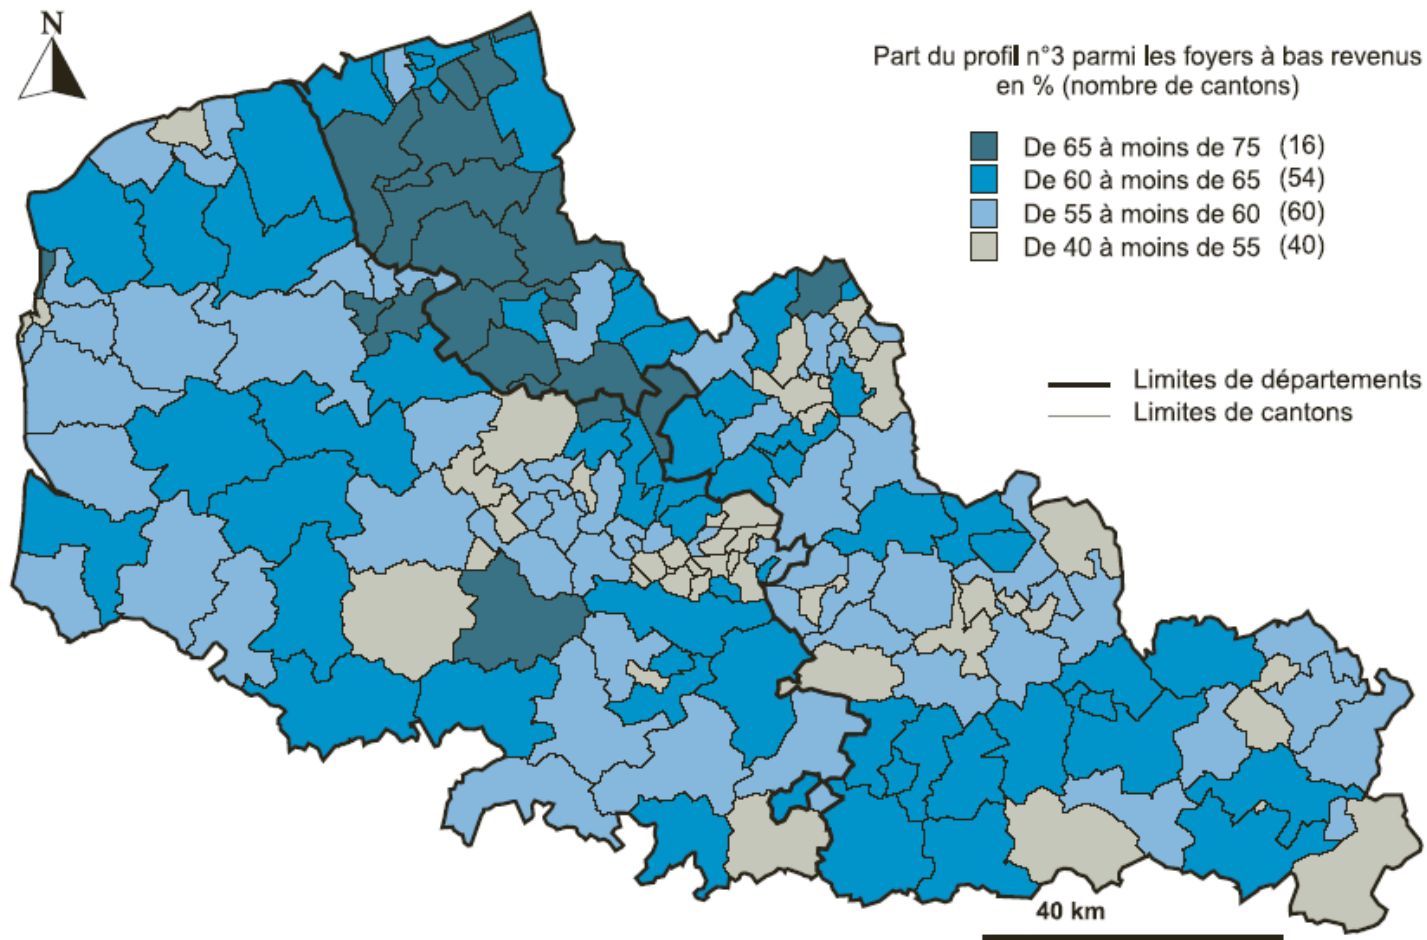 N
Part du profil n°3 parmi les foyers à bas revenus
en % (nombre de cantons)
De 65 à moins de 75 (16)
De 60 à moins de 65 (54)
De 55 à moins de 60 (60)
De 40 à moins de 55 (40)
Limites de départements
Limites de cantons
40 km